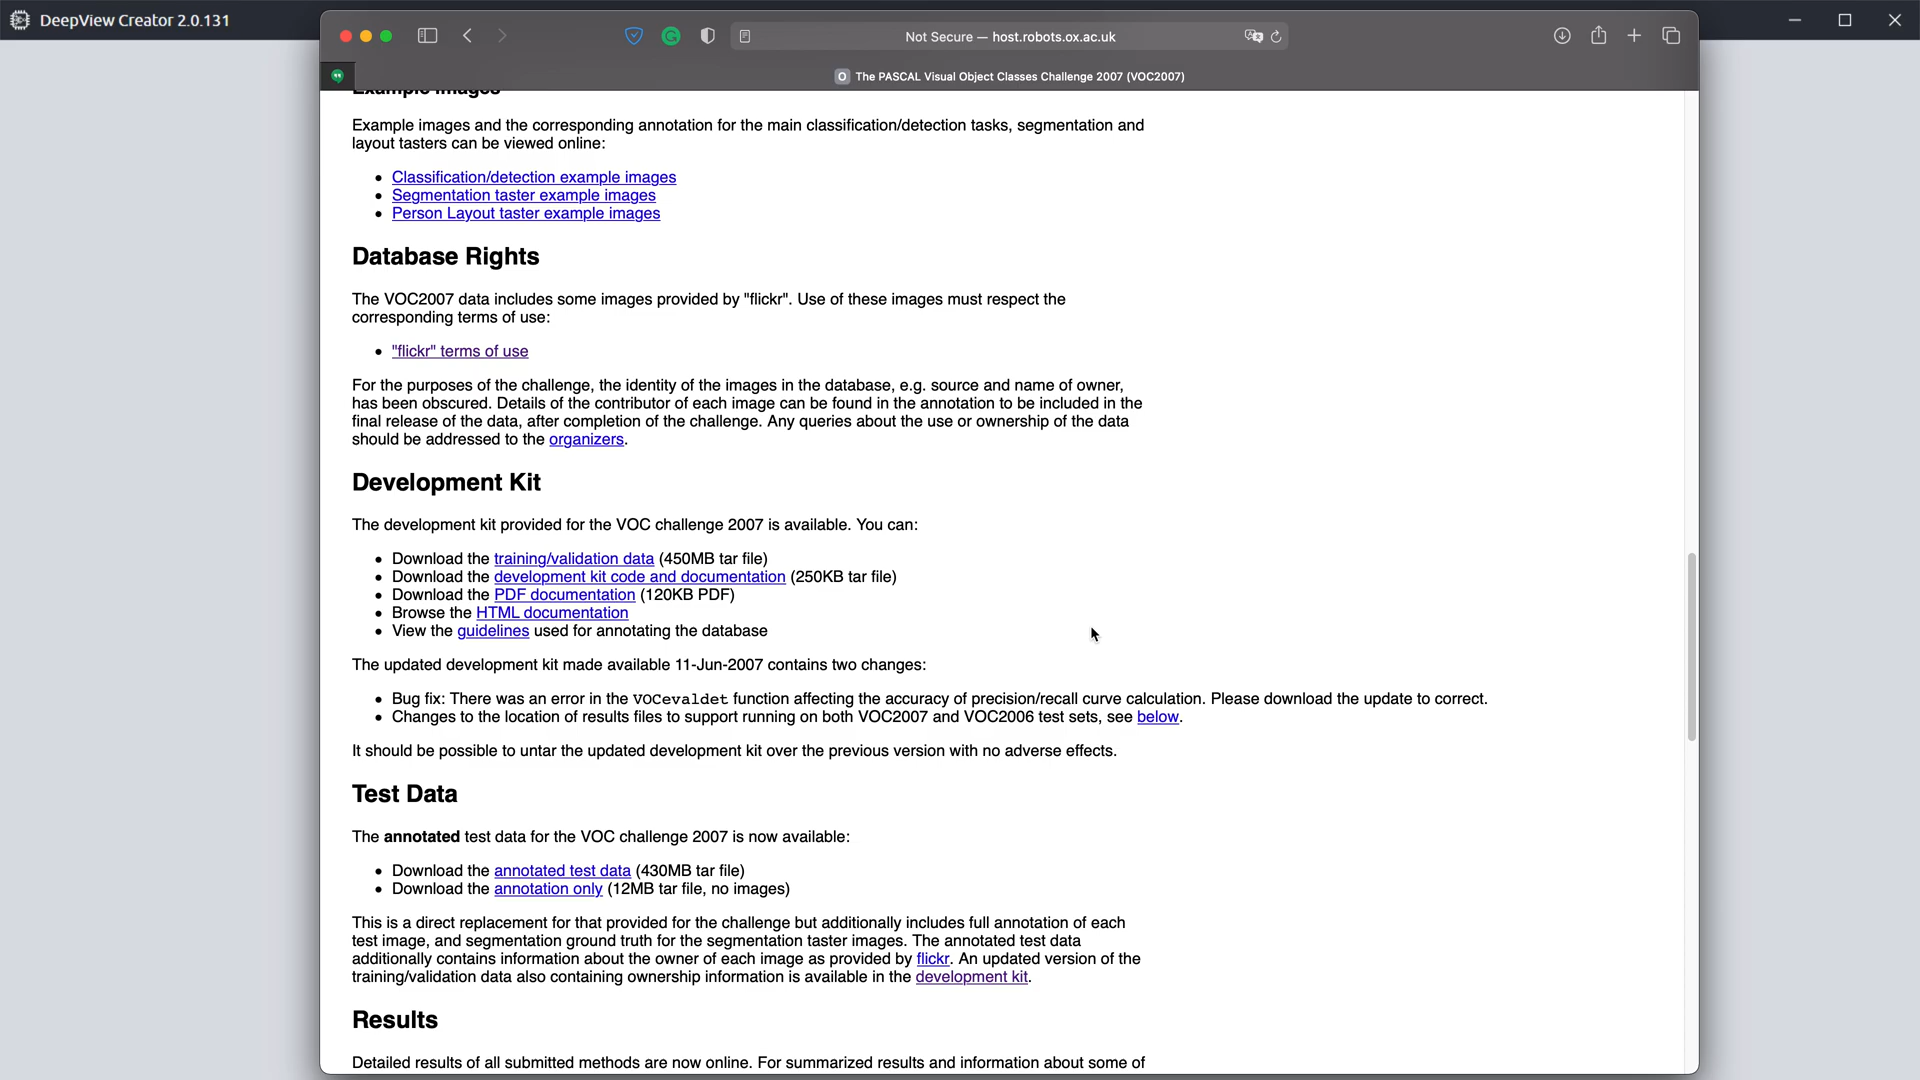 DeepView Creator 2.0.131
Not Secure — host.robots.ox.ac.uk
The PASCAL Visual Object Classes Challenge 2007 (VOC2007)
Example images
Example images and the corresponding annotation for the main classification/detection tasks, segmentation and
layout tasters can be viewed online:
• Classification/detection example images
• Segmentation taster example images
• Person Layout taster example images
Database Rights
The VOC2007 data includes some images provided by "flickr". Use of these images must respect the
corresponding terms of use:
• "flickr" terms of use
For the purposes of the challenge, the identity of the images in the database, e.g. source and name of owner,
has been obscured. Details of the contributor of each image can be found in the annotation to be included in the
final release of the data, after completion of the challenge. Any queries about the use or ownership of the data
should be addressed to the organizers.
Development Kit
The development kit provided for the VOC challenge 2007 is available. You can:
• Download the training/validation data (450MB tar file)
• Download the development kit code and documentation (250KB tar file)
• Download the PDF documentation (120KB PDF)
• Browse the HTML documentation
• View the guidelines used for annotating the database
The updated development kit made available 11-Jun-2007 contains two changes:
• Bug fix: There was an error in the VOCevaldet function affecting the accuracy of precision/recall curve calculation. Please download the update to correct.
• Changes to the location of results files to support running on both VOC2007 and VOC2006 test sets, see below.
It should be possible to untar the updated development kit over the previous version with no adverse effects.
Test Data
The annotated test data for the VOC challenge 2007 is now available:
• Download the annotated test data (430MB tar file)
• Download the annotation only (12MB tar file, no images)
This is a direct replacement for that provided for the challenge but additionally includes full annotation of each
test image, and segmentation ground truth for the segmentation taster images. The annotated test data
additionally contains information about the owner of each image as provided by flickr. An updated version of the
training/validation data also containing ownership information is available in the development kit.
Results
Detailed results of all submitted methods are now online. For summarized results and information about some of